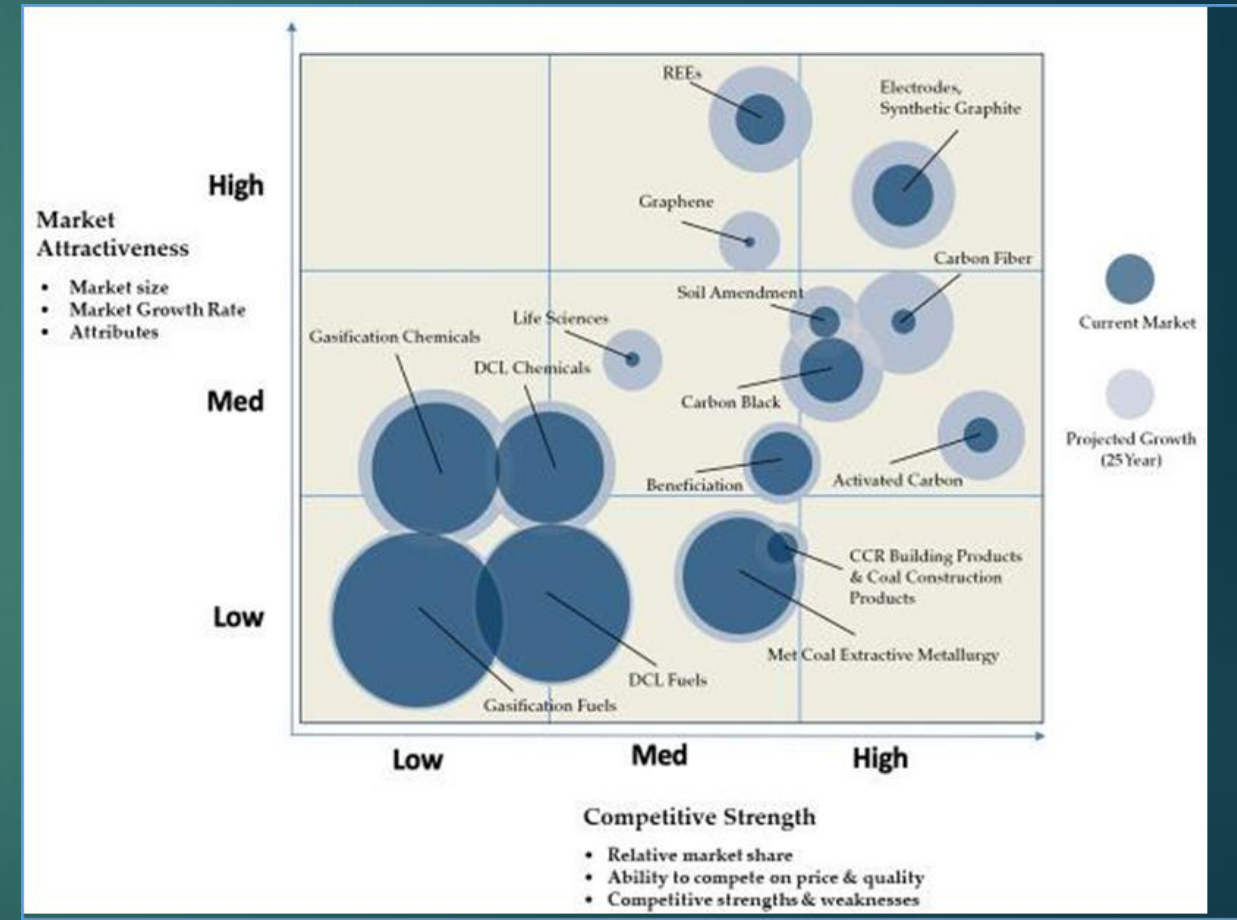 REEs
Electrodes,
Synthetic Graphite
High
Graphene
Market
Attractiveness
• Market size
• Market Growth Rate
• Attributes
Carbon Fiber
Soil Amendment
Life Sciences
Gasification Chemicals
DCL Chemicals
Current Market
Med
Carbon Black
Projected Growth
(25 Year)
Beneficiation
Activated Carbon
CCR Building Products
& Coal Construction
Products
Low
Met Coal Extractive Metallurgy
DCL Fuels
Gasification Fuels
Low
Med
High
Competitive Strength
• Relative market share
• Ability to compete on price & quality
• Competitive strengths & weaknesses